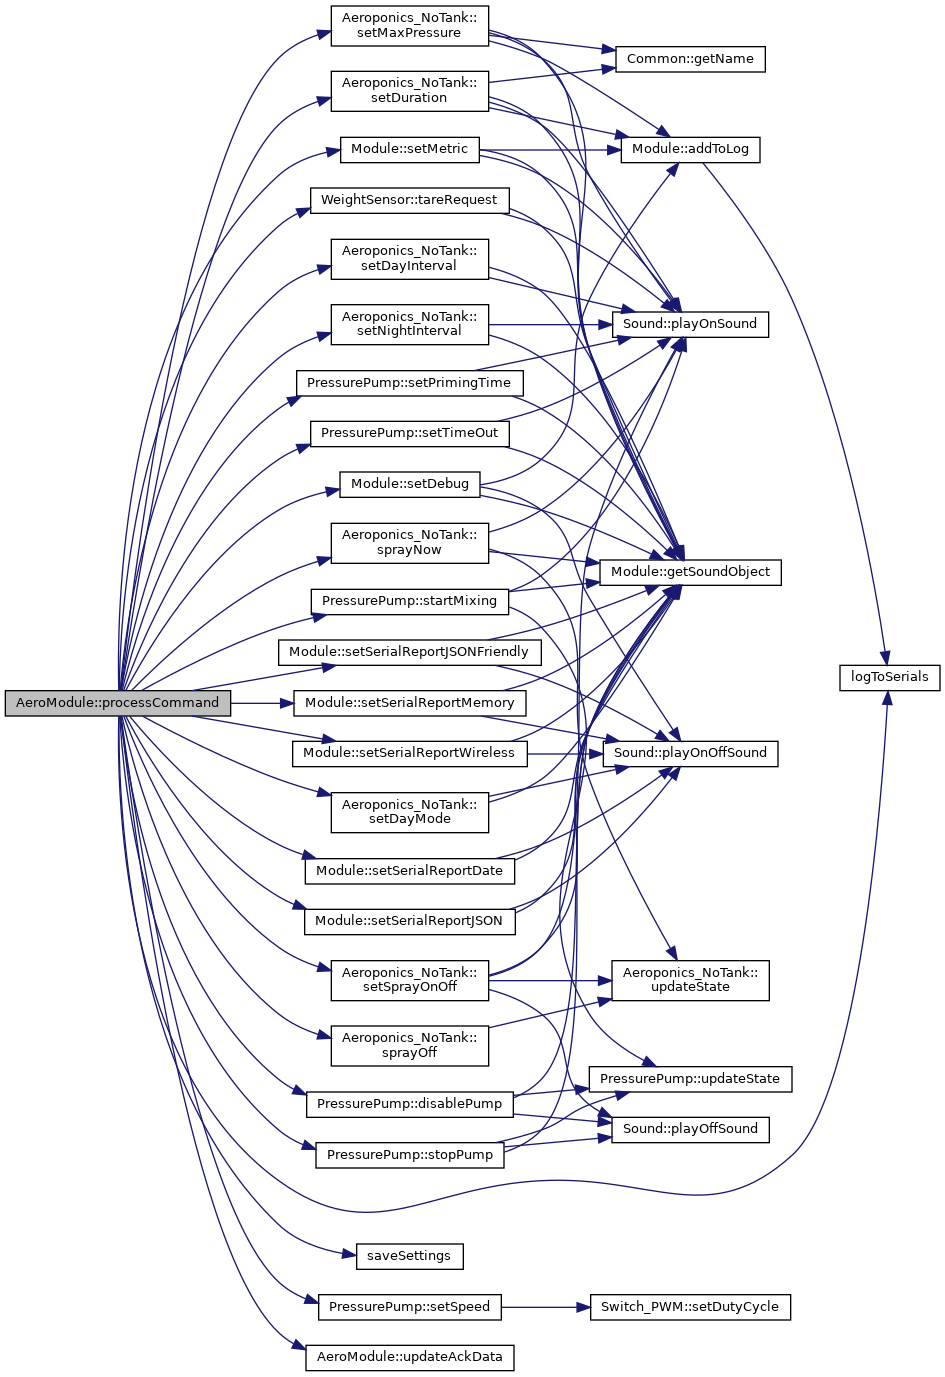 Aeroponics_NoTank::
setMaxPressure
Common::getName
Aeroponics_NoTank::
setDuration
Module::setMetric
Module::addToLog
WeightSensor::tareRequest
Aeroponics_NoTank::
setDayInterval
Aeroponics_NoTank::
setNightInterval
Sound::playOnSound
PressurePump::setPrimingTime
PressurePump::setTimeOut
Module::setDebug
Aeroponics_NoTank::
sprayNow
Module::getSoundObject
PressurePump::startMixing
Module::setSerialReportJSONFriendly
logToSerials
AeroModule::processCommand
Module::setSerialReportMemory
Module::setSerialReportWireless
Sound::playOnOffSound
Aeroponics_NoTank::
setDayMode
Module::setSerialReportDate
Module::setSerialReportJSON
Aeroponics_NoTank::
setSprayOnOff
Aeroponics_NoTank::
updateState
Aeroponics_NoTank::
sprayOff
PressurePump::updateState
PressurePump::disablePump
Sound::playOffSound
PressurePump::stopPump
saveSettings
PressurePump::setSpeed
Switch_PWM::setDutyCycle
AeroModule::updateAckData